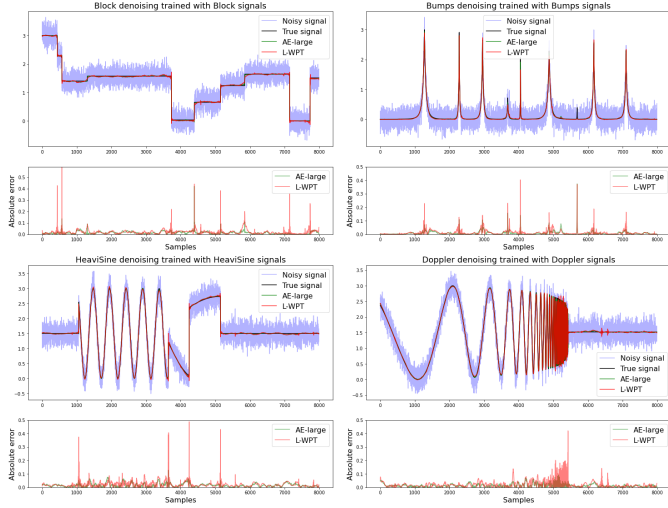 Block denoising trained with Block signals
Noisy signal
True signal
AE-large
L-WPT
3
2
1
0
0 1000 2000 3000 4000 5000 6000 7000 8000
Absolute error
0.5
0.4
0.3
0.2
0.1
0.0
AE-large
L-WPT
0 1000 2000 3000 4000 5000 6000 7000 8000
Samples
Bumps denoising trained with Bumps signals
Noisy signal
True signal
AE-large
L-WPT
3
2
1
0
0 1000 2000 3000 4000 5000 6000 7000 8000
Absolute error
0.5
0.4
0.3
0.2
0.1
0.0
AE-large
L-WPT
0 1000 2000 3000 4000 5000 6000 7000 8000
Samples
HeaviSine denoising trained with HeaviSine signals
Noisy signal
True signal
AE-large
L-WPT
3.5
3.0
2.5
2.0
1.5
1.0
0.5
0.0
-0.5
0 1000 2000 3000 4000 5000 6000 7000 8000
Absolute error
0.5
0.4
0.3
0.2
0.1
0.0
AE-large
L-WPT
0 1000 2000 3000 4000 5000 6000 7000 8000
Samples
Doppler denoising trained with Doppler signals
3.5
3.0
2.5
2.0
1.5
1.0
0.5
0.0
-0.5
Noisy signal
True signal
AE-large
L-WPT
0 1000 2000 3000 4000 5000 6000 7000 8000
Absolute error
0.5
0.4
0.3
0.2
0.1
0.0
AE-large
L-WPT
0 1000 2000 3000 4000 5000 6000 7000 8000
Samples